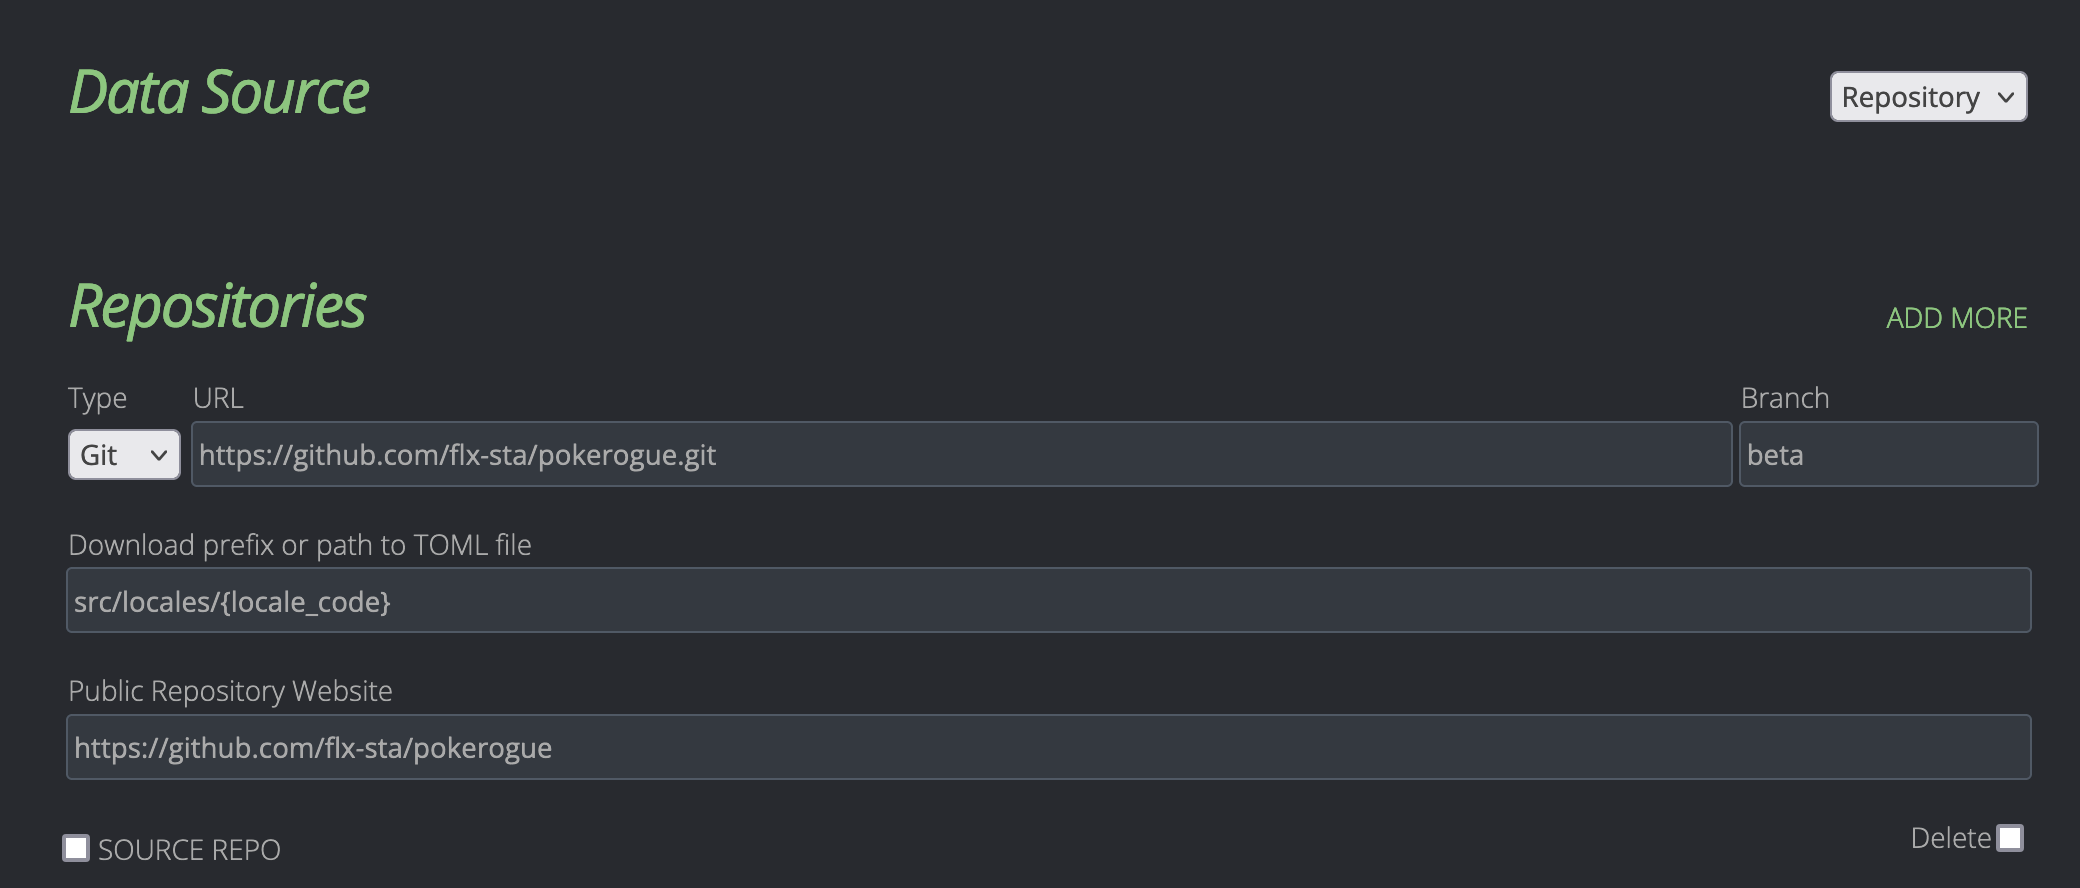 Data Source
Repository
Repositories
ADD MORE
Type URL Branch
Git https://github.com/flx-sta/pokerogue.git beta
Download prefix or path to TOML file
src/locales/{locale_code}
Public Repository Website
https://github.com/flx-sta/pokerogue
SOURCE REPO
Delete